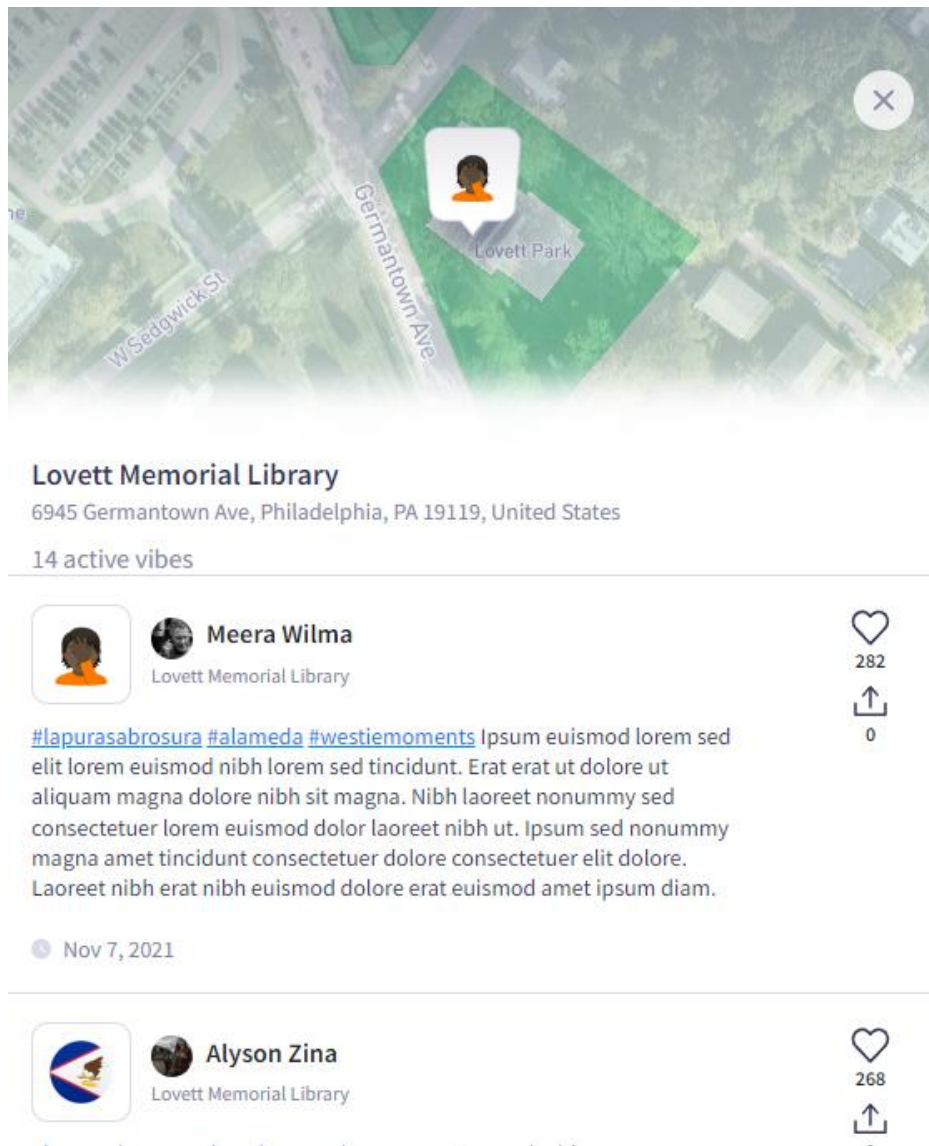 ne
W Sedgwick St
Germantown Ave
Lovett Park
Lovett Memorial Library
6945 Germantown Ave, Philadelphia, PA 19119, United States
14 active vibes
Meera Wilma
Lovett Memorial Library
282
0
#lapurasabrosura #alameda #westiemoments Ipsum euismod lorem sed
elit lorem euismod nibh lorem sed tincidunt. Erat erat ut dolore ut
aliquam magna dolore nibh sit magna. Nibh laoreet nonummy sed
consectetuer lorem euismod dolor laoreet nibh ut. Ipsum sed nonummy
magna amet tincidunt consectetuer dolore consectetuer elit dolore.
Laoreet nibh erat nibh euismod dolore erat euismod amet ipsum diam.
Nov 7, 2021
Alyson Zina
Lovett Memorial Library
268